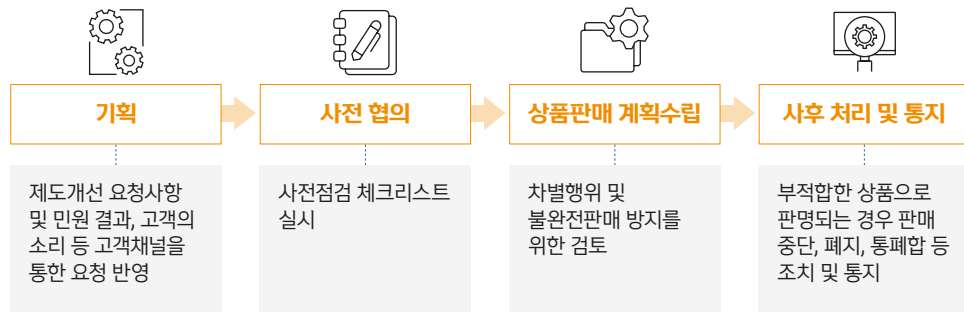 기획
사전 협의
상품판매 계획수립
사후 처리 및 통지
제도개선 요청사항
및 민원 결과, 고객의
소리 등 고객채널을
통한 요청 반영
사전점검 체크리스트
실시
차별행위 및
불완전판매 방지를
위한 검토
부적합한 상품으로
판명되는 경우 판매
중단, 폐지, 통폐합 등
조치 및 통지